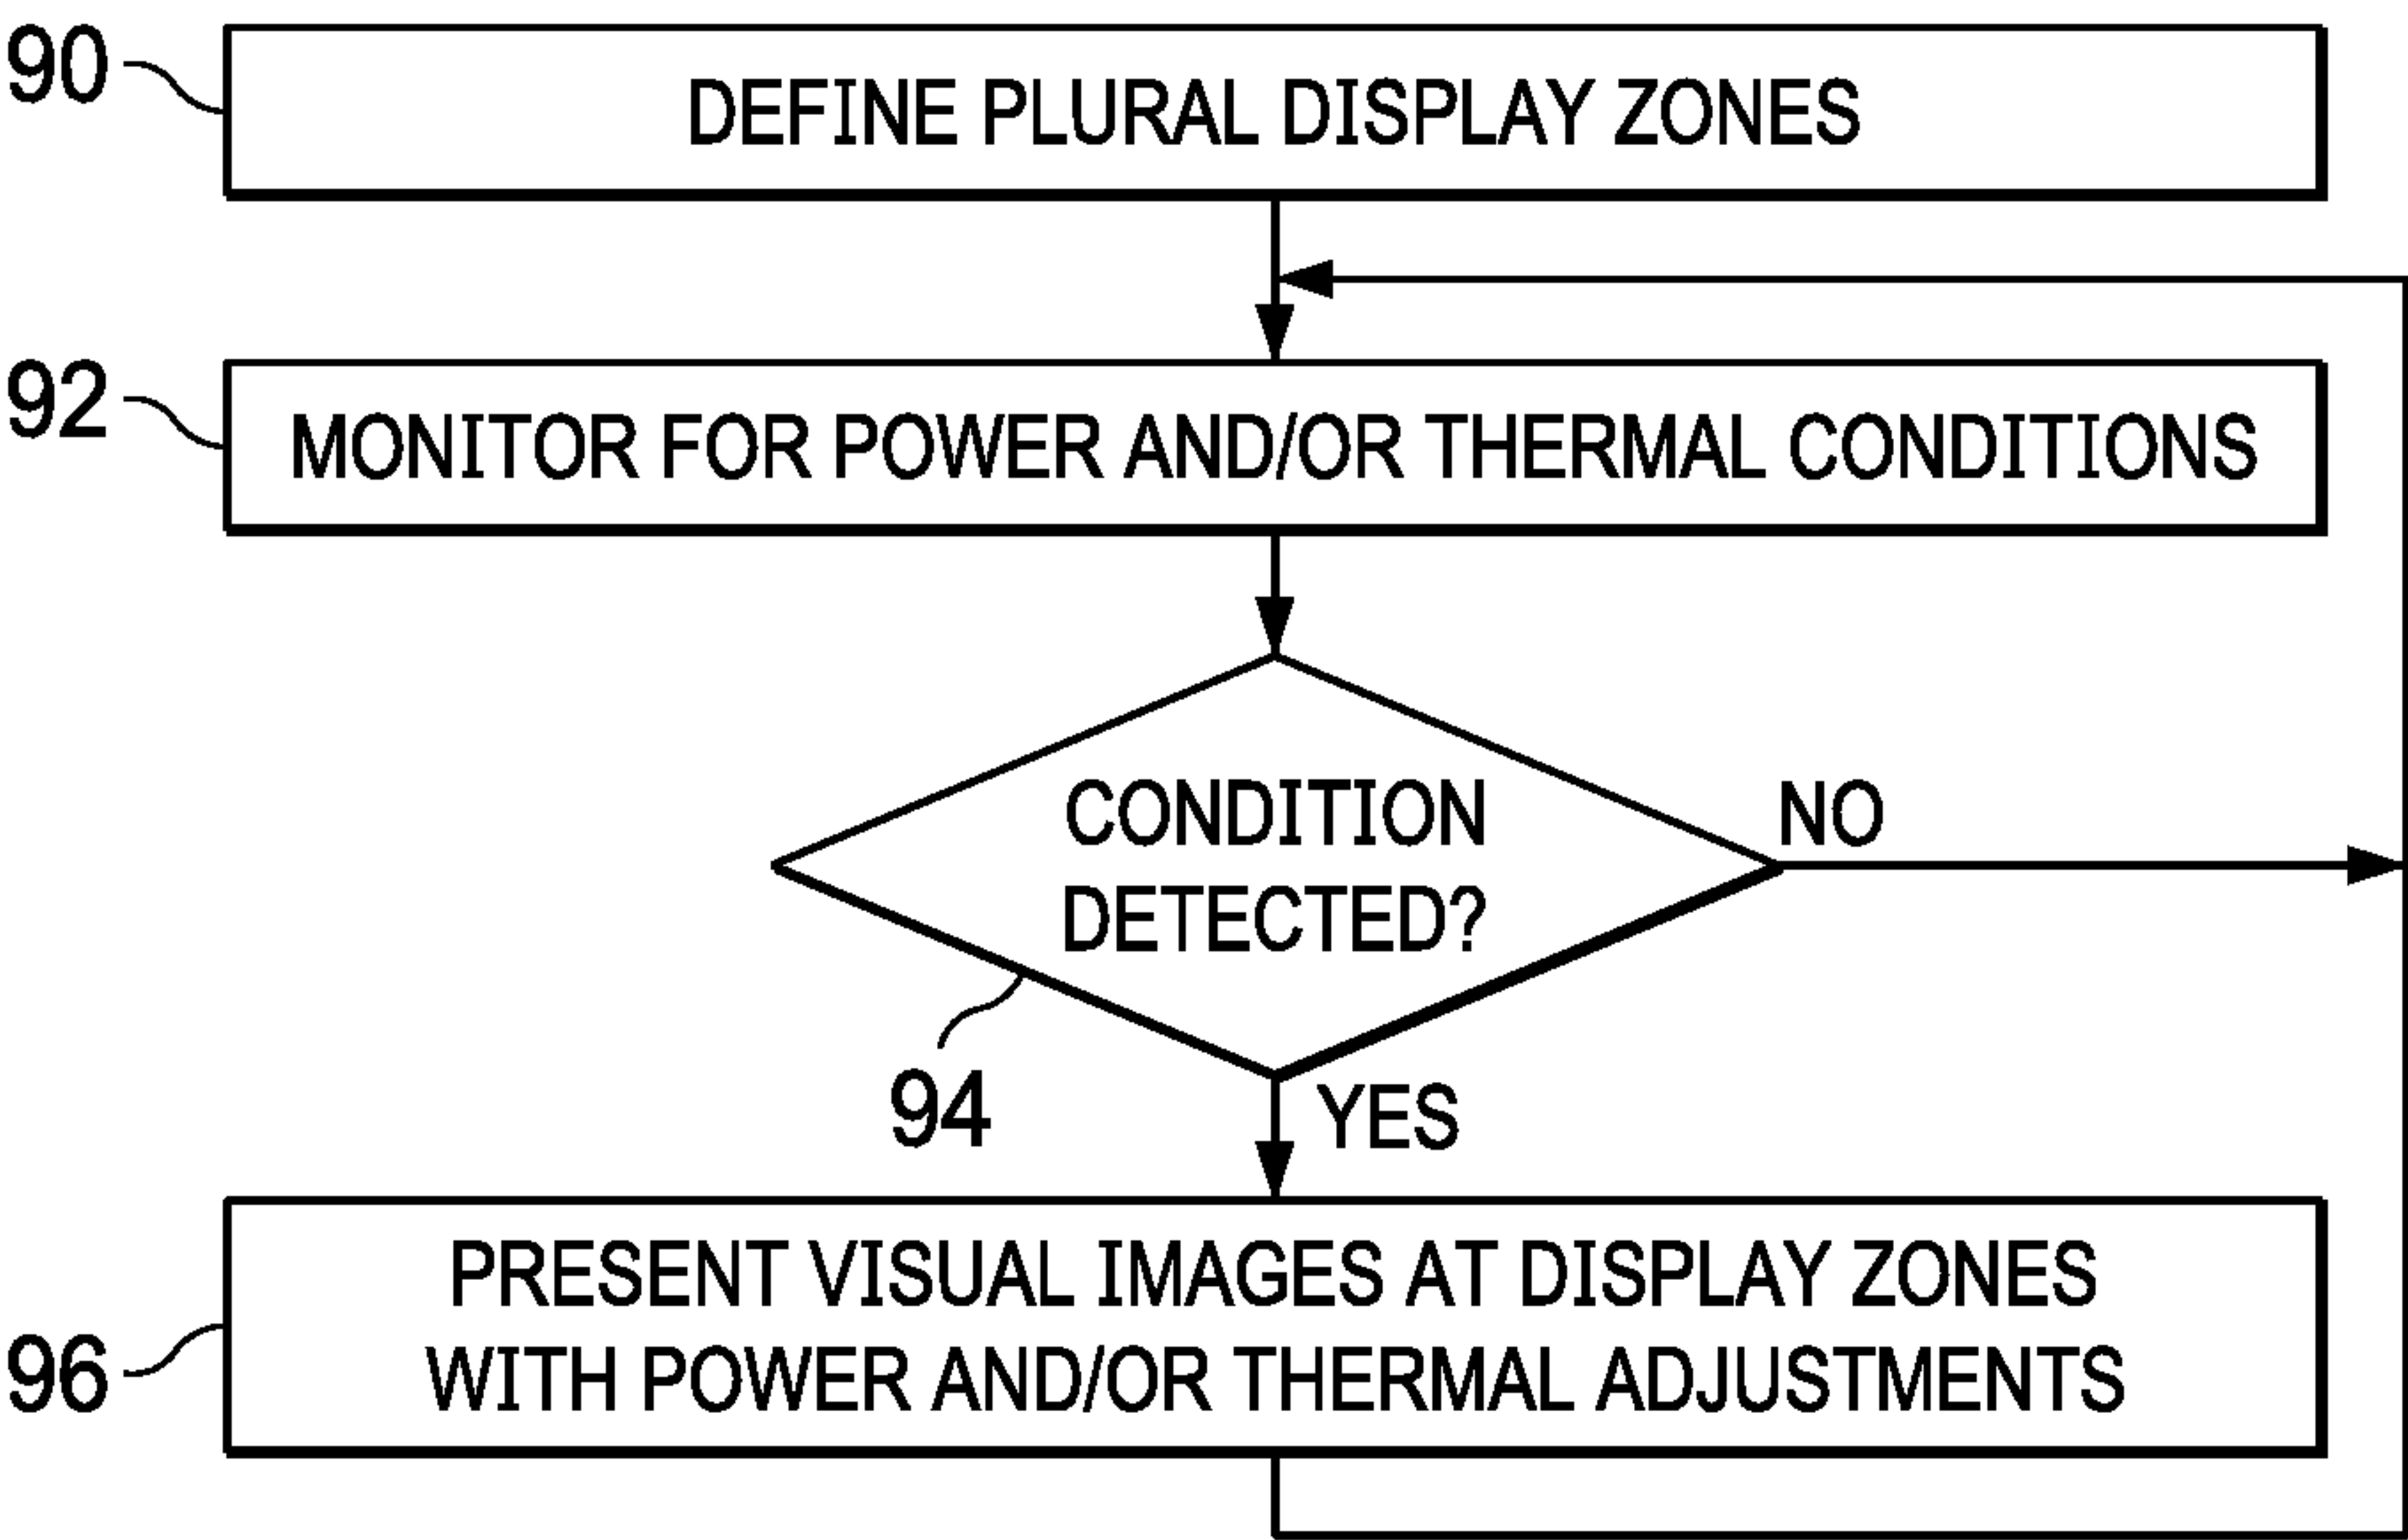 90
DEFINE PLURAL DISPLAY ZONES
92
MONITOR FOR POWER AND/OR THERMAL CONDITIONS
CONDITION
DETECTED?
NO
94
YES
PRESENT VISUAL IMAGES AT DISPLAY ZONES
WITH POWER AND/OR THERMAL ADJUSTMENTS
96